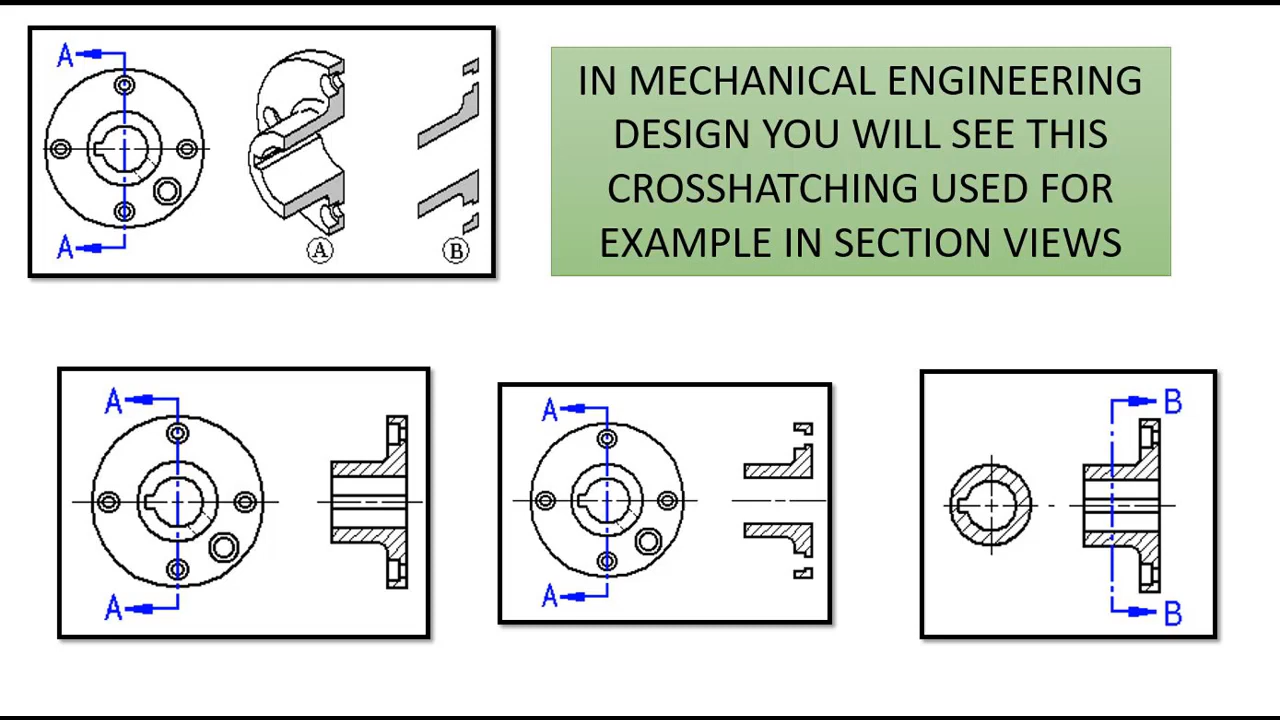 A
A
A
B
IN MECHANICAL ENGINEERING
DESIGN YOU WILL SEE THIS
CROSSHATCHING USED FOR
EXAMPLE IN SECTION VIEWS
A
A
A
A
B
B